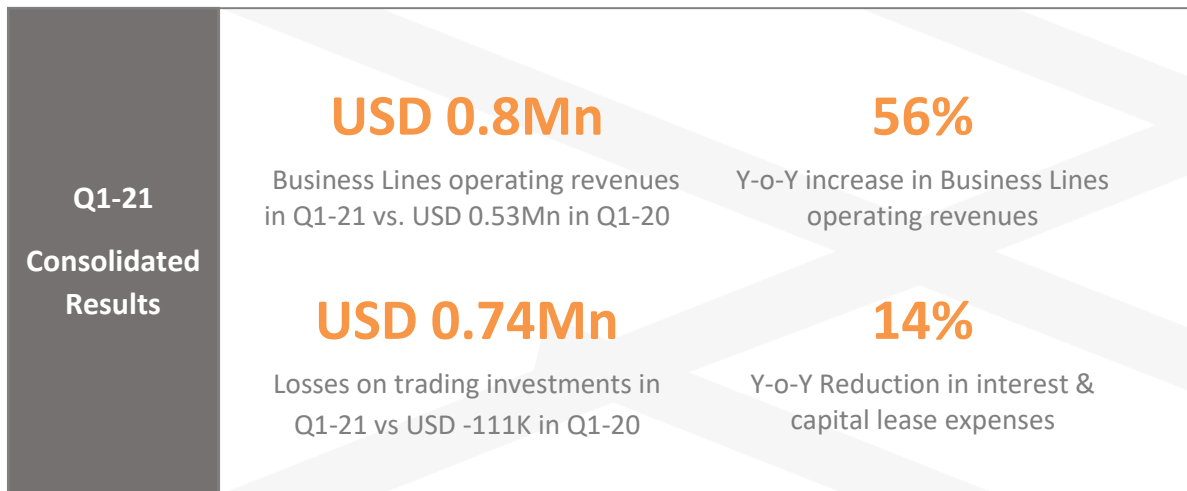 Q1-21
Consolidated
Results
USD 0.8Mn
Business Lines operating revenues
in Q1-21 vs. USD 0.53Mn in Q1-20
56%
Y-o-Y increase in Business Lines
operating revenues
USD 0.74Mn
Losses on trading investments in
Q1-21 vs USD -111K in Q1-20
14%
Y-o-Y Reduction in interest &
capital lease expenses